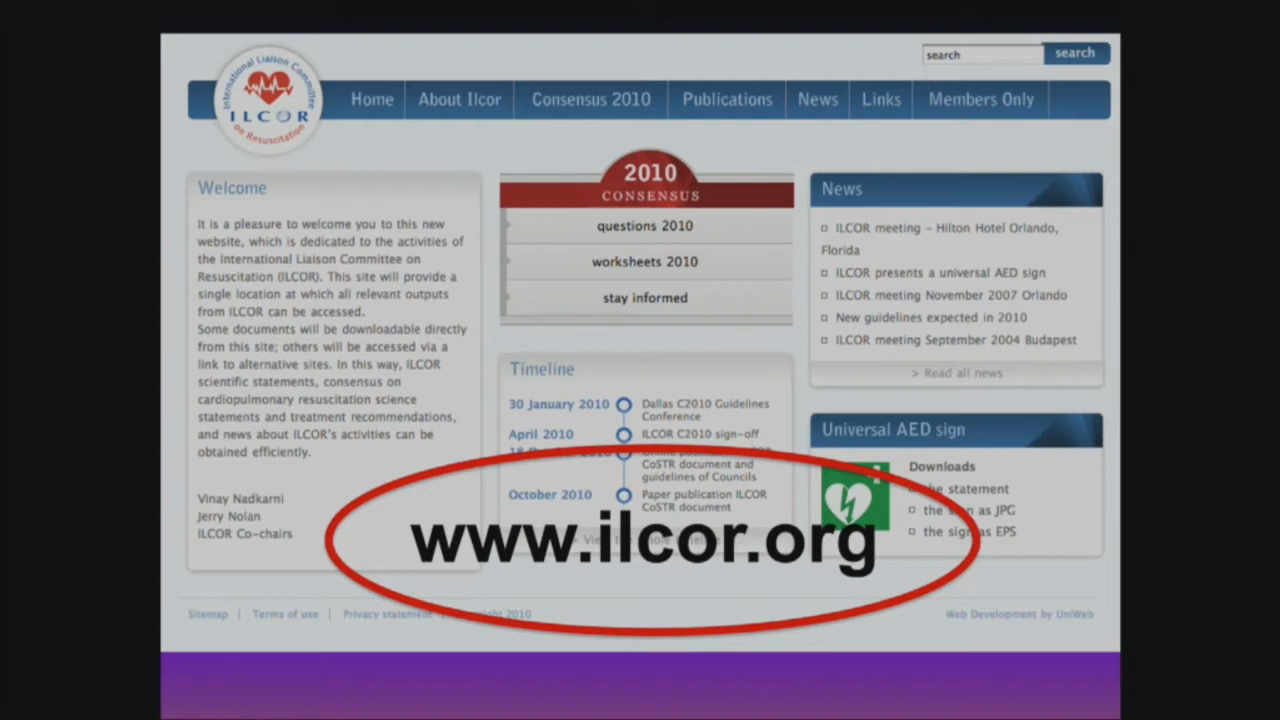 search
search
International Liaison Committee
ILCOR
on Resuscitation
Home
About Ilcor
Consensus 2010
Publications
News
Links
Members Only
Welcome
It is a pleasure to welcome you to this new
website, which is dedicated to the activities of
the International Liaison Committee on
Resuscitation (ILCOR). This site will provide a
single location at which all relevant outputs
from ILCOR can be accessed.
Some documents will be downloadable directly
from this site; others will be accessed via a
link to alternative sites. In this way, ILCOR
scientific statements, consensus on
cardiopulmonary resuscitation science
statements and treatment recommendations,
and news about ILCOR's activities can be
obtained efficiently.
Vinay Nadkarni
Jerry Nolan
ILCOR Co-chairs
2010
CONSENSUS
questions 2010
worksheets 2010
stay informed
Timeline
30 January 2010
Dallas C2010 Guidelines
Conference
April 2010
ILCOR C2010 sign-off
2010
Online
CoSTR document and
guidelines of Councils
October 2010
Paper publication ILCOR
CoSTR document
> View the whole timeline
News
ILCOR meeting - Hilton Hotel Orlando,
Florida
ILCOR presents a universal AED sign
ILCOR meeting November 2007 Orlando
New guidelines expected in 2010
ILCOR meeting September 2004 Budapest
> Read all news
Universal AED sign
Downloads
the statement
the sign as JPG
the sign as EPS
www.ilcor.org
Sitemap | Terms of use | Privacy statement 2010
Web Development by UniWeb